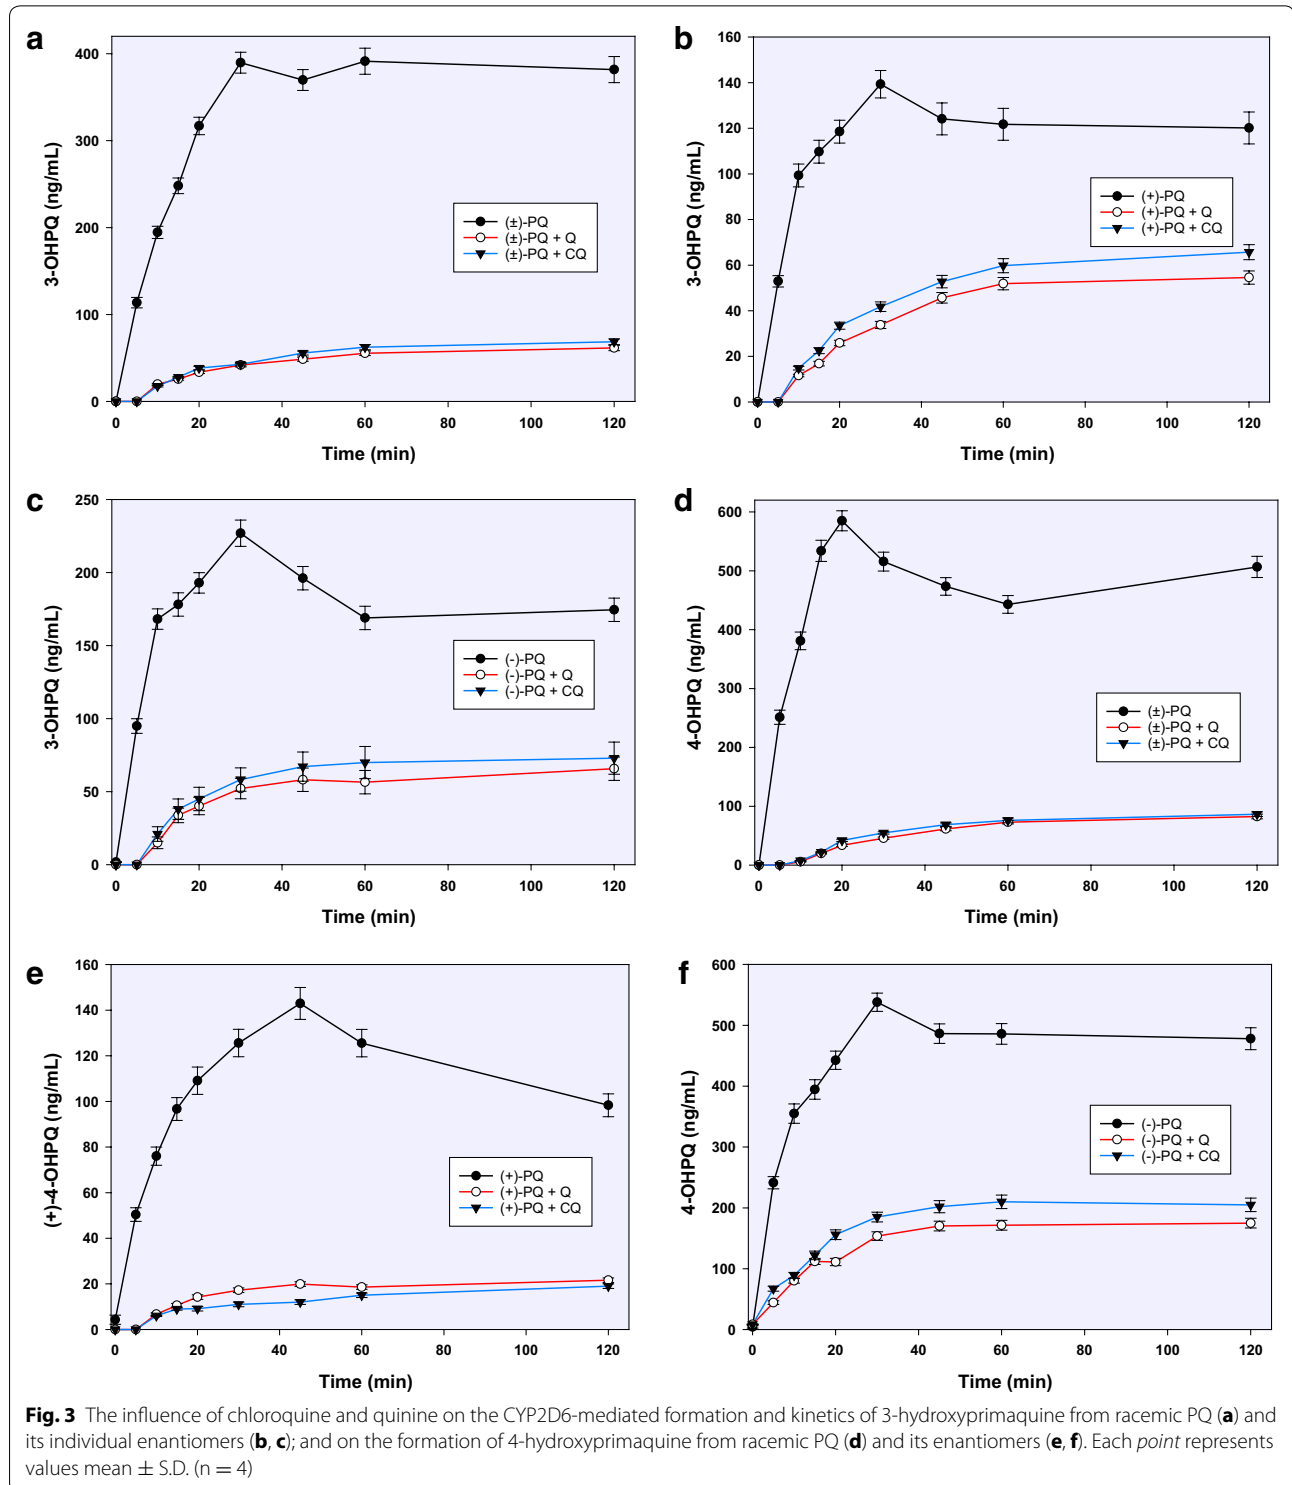 a
3-OHPQ (ng/mL)
400
300
200
100
0
(±)-PQ
(±)-PQ + Q
(±)-PQ + CQ
0 20 40 60 80 100 120
Time (min)
b
3-OHPQ (ng/mL)
160
140
120
100
80
60
40
20
0
(+)-PQ
(+)-PQ + Q
(+)-PQ + CQ
0 20 40 60 80 100 120
Time (min)
c
3-OHPQ (ng/mL)
250
200
150
100
50
0
(-)-PQ
(-)-PQ + Q
(-)-PQ + CQ
0 20 40 60 80 100 120
Time (min)
d
4-OHPQ (ng/mL)
600
500
400
300
200
100
0
(±)-PQ
(±)-PQ + Q
(±)-PQ + CQ
0 20 40 60 80 100 120
Time (min)
e
(+)-4-OHPQ (ng/mL)
160
140
120
100
80
60
40
20
0
(+)-PQ
(+)-PQ + Q
(+)-PQ + CQ
0 20 40 60 80 100 120
Time (min)
f
4-OHPQ (ng/mL)
600
500
400
300
200
100
0
(-)-PQ
(-)-PQ + Q
(-)-PQ + CQ
0 20 40 60 80 100 120
Time (min)
Fig. 3 The influence of chloroquine and quinine on the CYP2D6-mediated formation and kinetics of 3-hydroxyprimaquine from racemic PQ (a) and
its individual enantiomers (b, c); and on the formation of 4-hydroxyprimaquine from racemic PQ (d) and its enantiomers (e, f). Each point represents
values mean ± S.D. (n = 4)